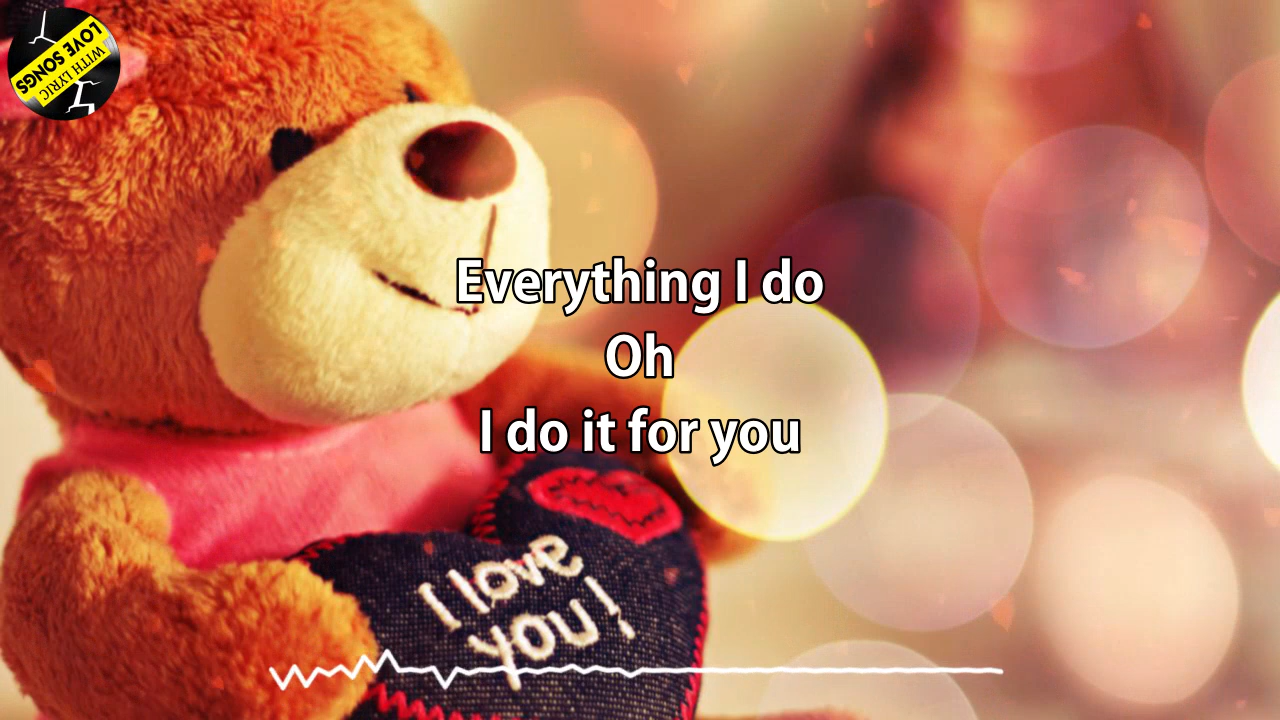 LOVE SONGS
WITH LYRIC
Everything I do
Oh
I do it for you
I love
you!